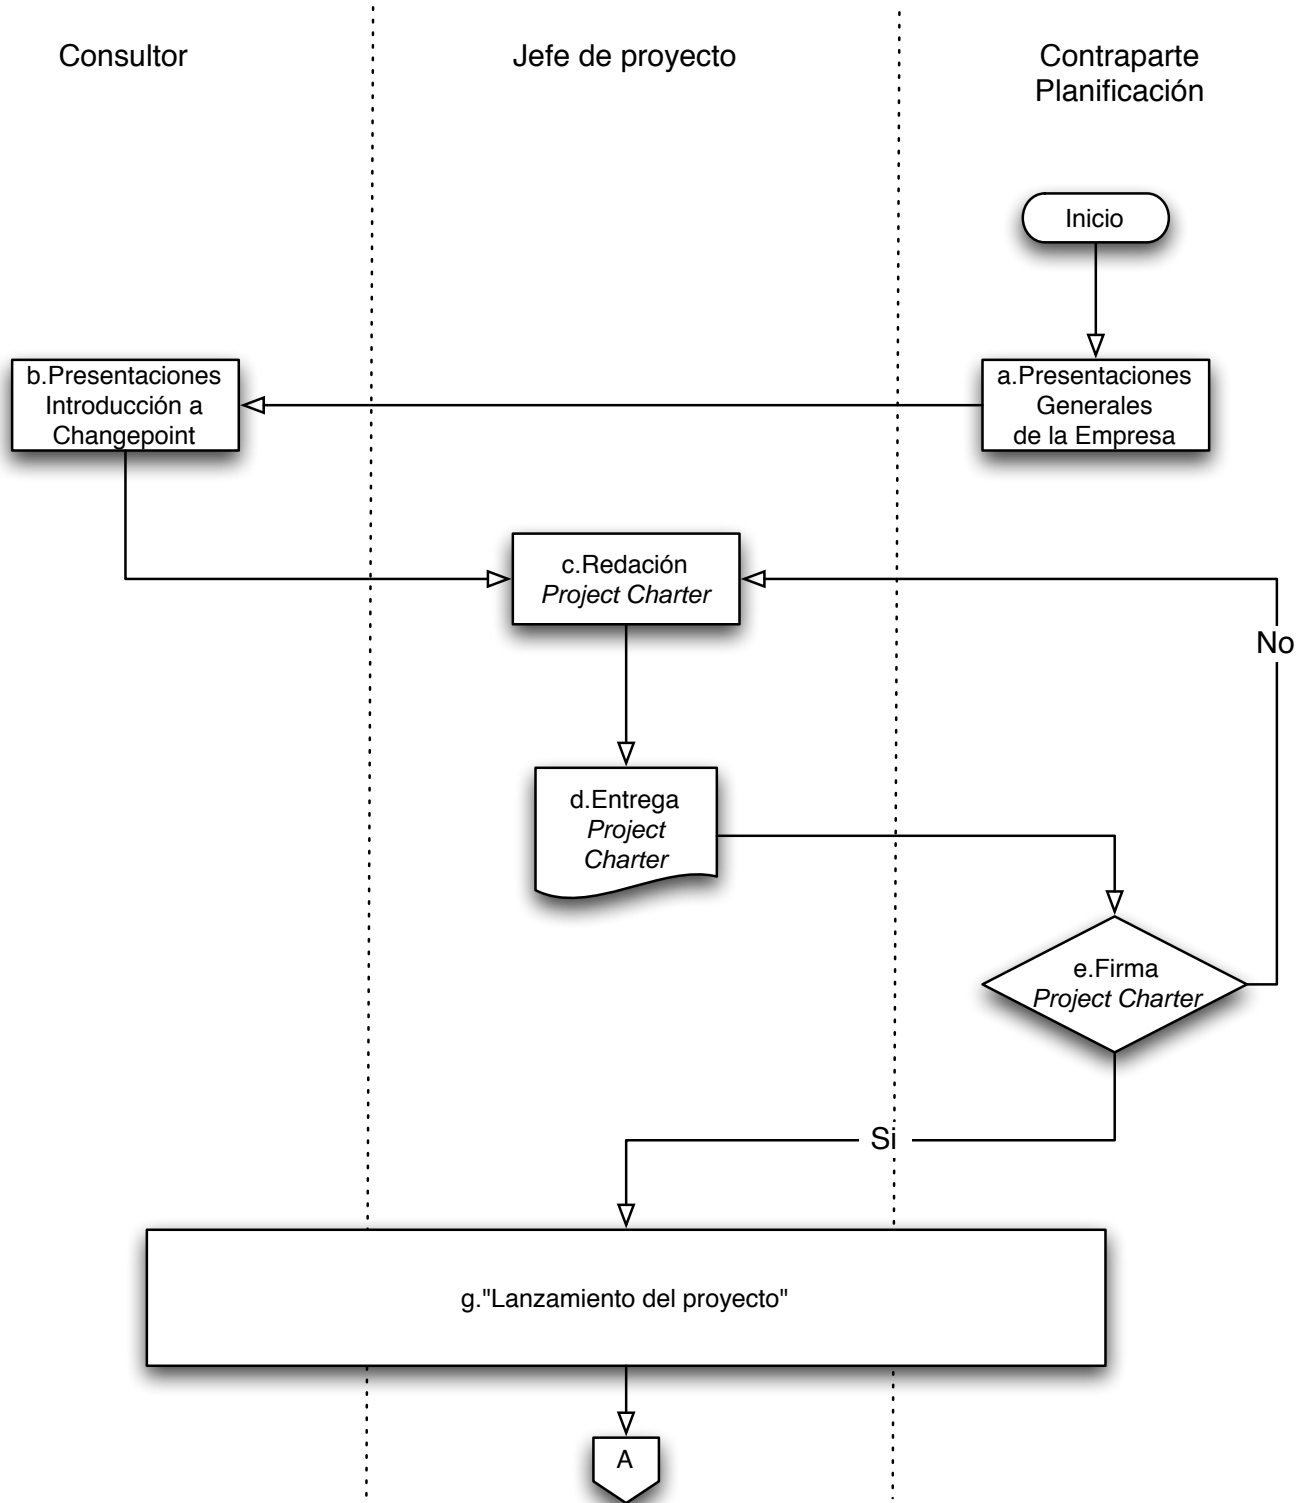 Consultor
Jefe de proyecto
Contraparte
Planificación
Inicio
b.Presentaciones
Introducción a
Changepoint
a.Presentaciones
Generales
de la Empresa
c.Redación
Project Charter
No
d.Entrega
Project
Charter
e.Firma
Project Charter
Si
g."Lanzamiento del proyecto"
A